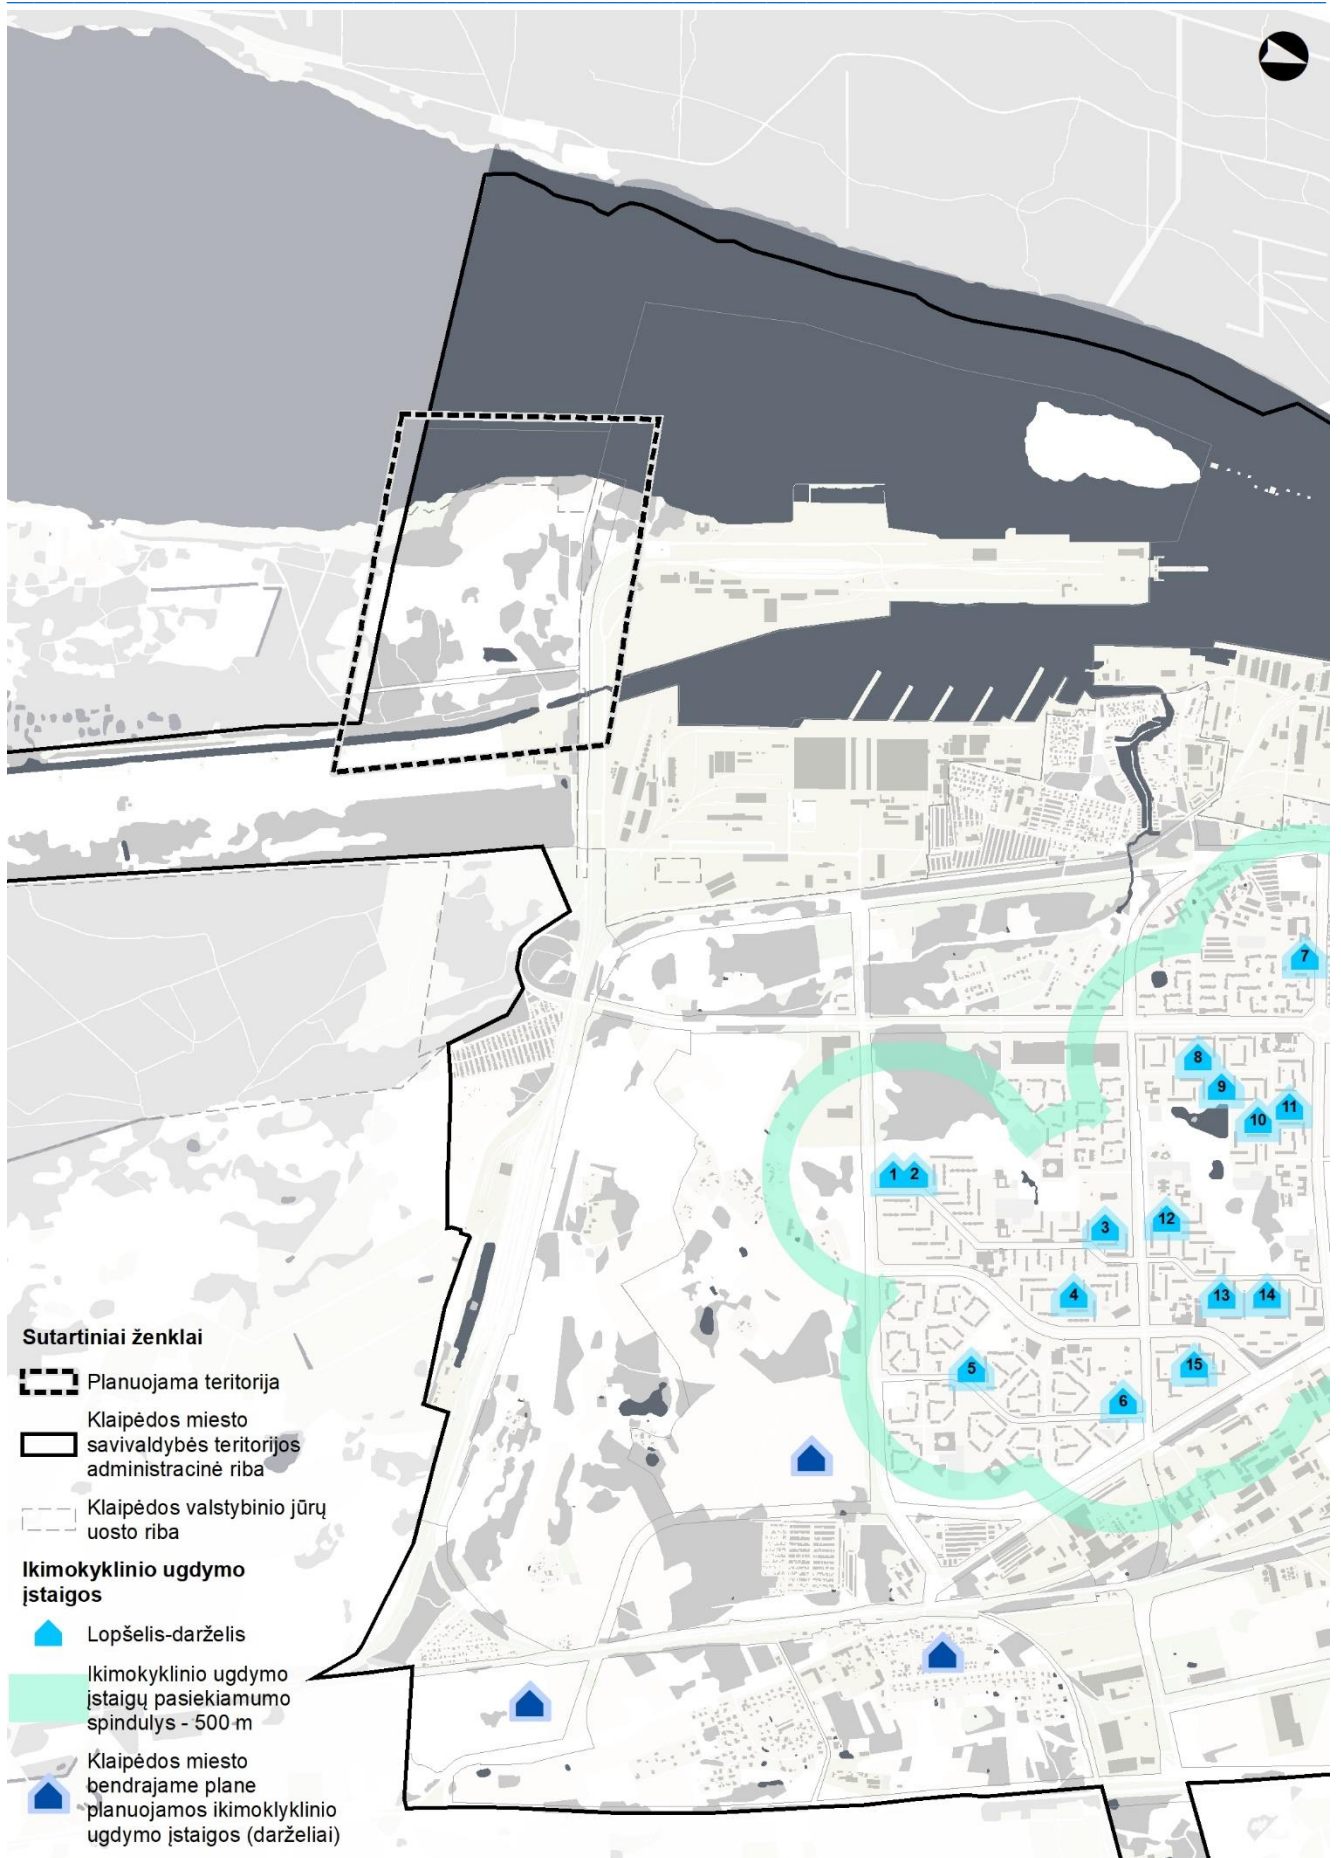 7
8
9
10
11
1
2
3
12
4
13
14
5
15
6
Sutartiniai ženklai
Planuojama teritorija
Klaipėdos miesto
savivaldybės teritorijos
administracinė riba
Klaipėdos valstybinio jūrų
uosto riba
Ikimokyklinio ugdymo
įstaigos
Lopšelis-darželis
Ikimokyklinio ugdymo
įstaigų pasiekiamumo
spindulys - 500 m
Klaipėdos miesto
bendrajame plane
planuojamos ikimoklyklinio
ugdymo įstaigos (darželiai)